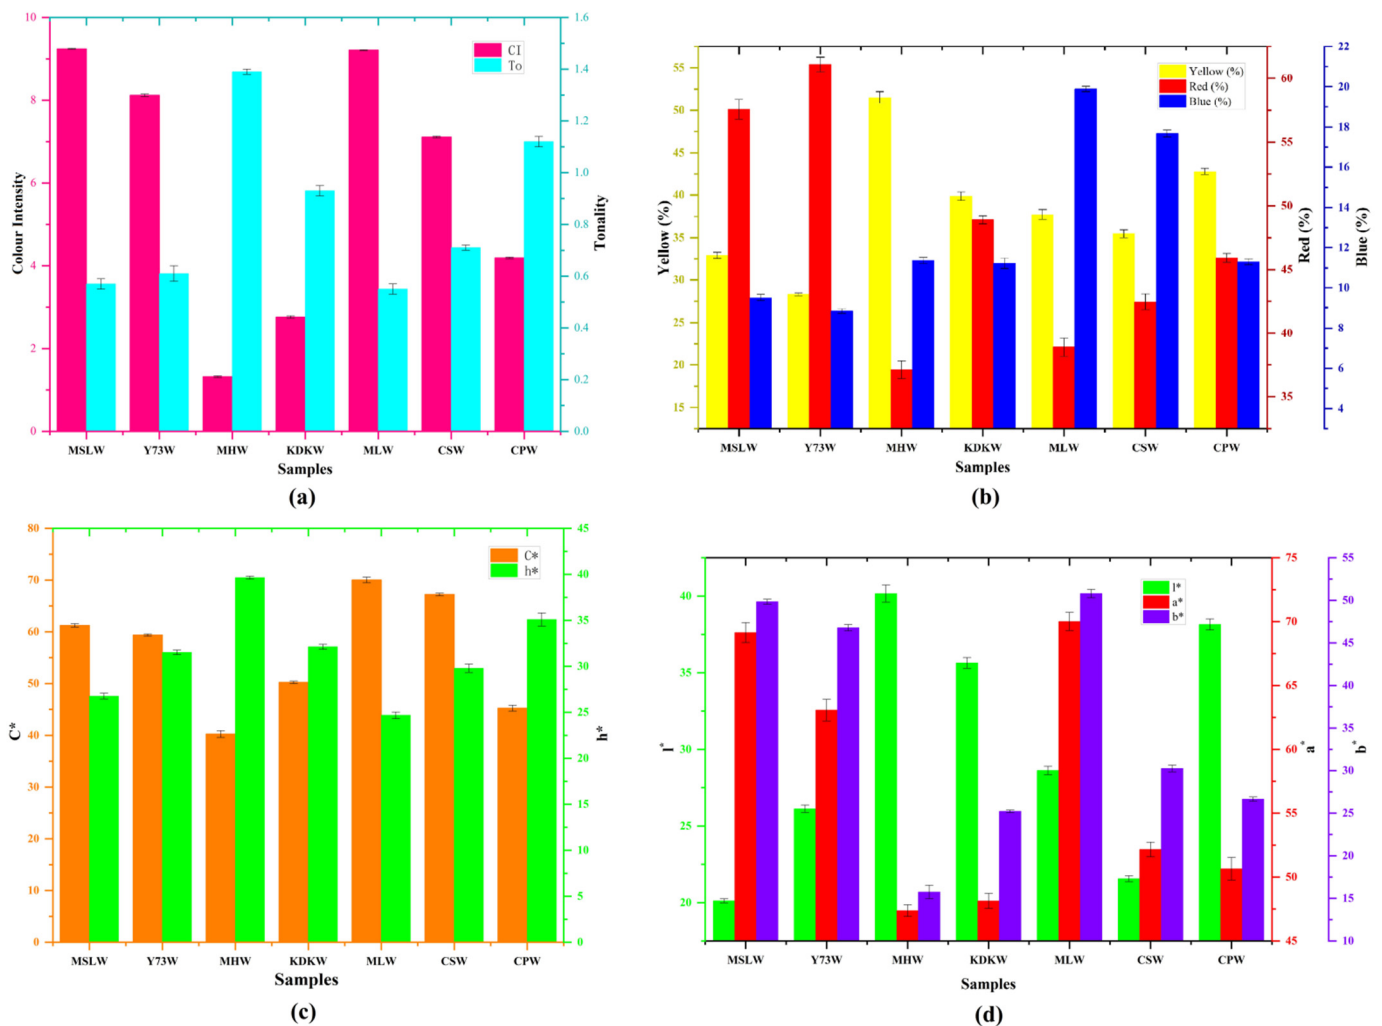 10
8
6
4
2
0
Colour Intensity
CI
To
1.6
1.4
1.2
1.0
0.8
0.6
0.4
0.2
0.0
Tonality
MSLW Y73W MHW KDKW MLW CSW CPW
Samples
(a)
55
50
45
40
35
30
25
20
15
Yellow (%)
Yellow (%)
Red (%)
Blue (%)
60
50
45
40
35
Red (%)
22
20
18
16
14
12
10
8
6
4
Blue (%)
MSLW Y73W MHW KDKW MLW CSW CPW
Samples
(b)
80
70
60
50
40
30
20
10
0
C*
C*
h*
45
40
35
30
25
20
15
10
5
0
h*
MSLW Y73W MHW KDKW MLW CSW CPW
Samples
(c)
40
35
30
25
20
l*
l*
a*
b*
75
70
65
60
55
50
45
a*
55
50
45
40
35
30
25
20
15
10
b*
MSLW Y73W MHW KDKW MLW CSW CPW
Samples
(d)